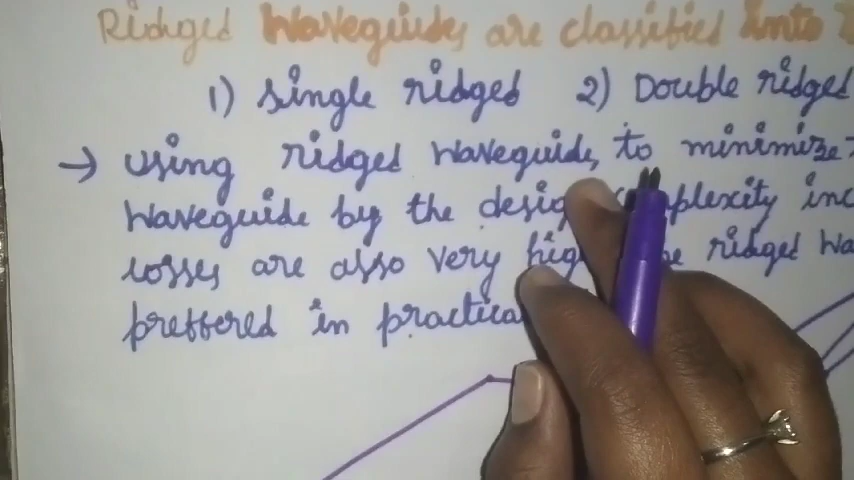 Ridged Waveguides are classified into
1) Single ridged 2) Double ridged
→ using ridged waveguide, to minimize
waveguide by the design complexity inc
losses are also very high ridged wa
preffered in practica